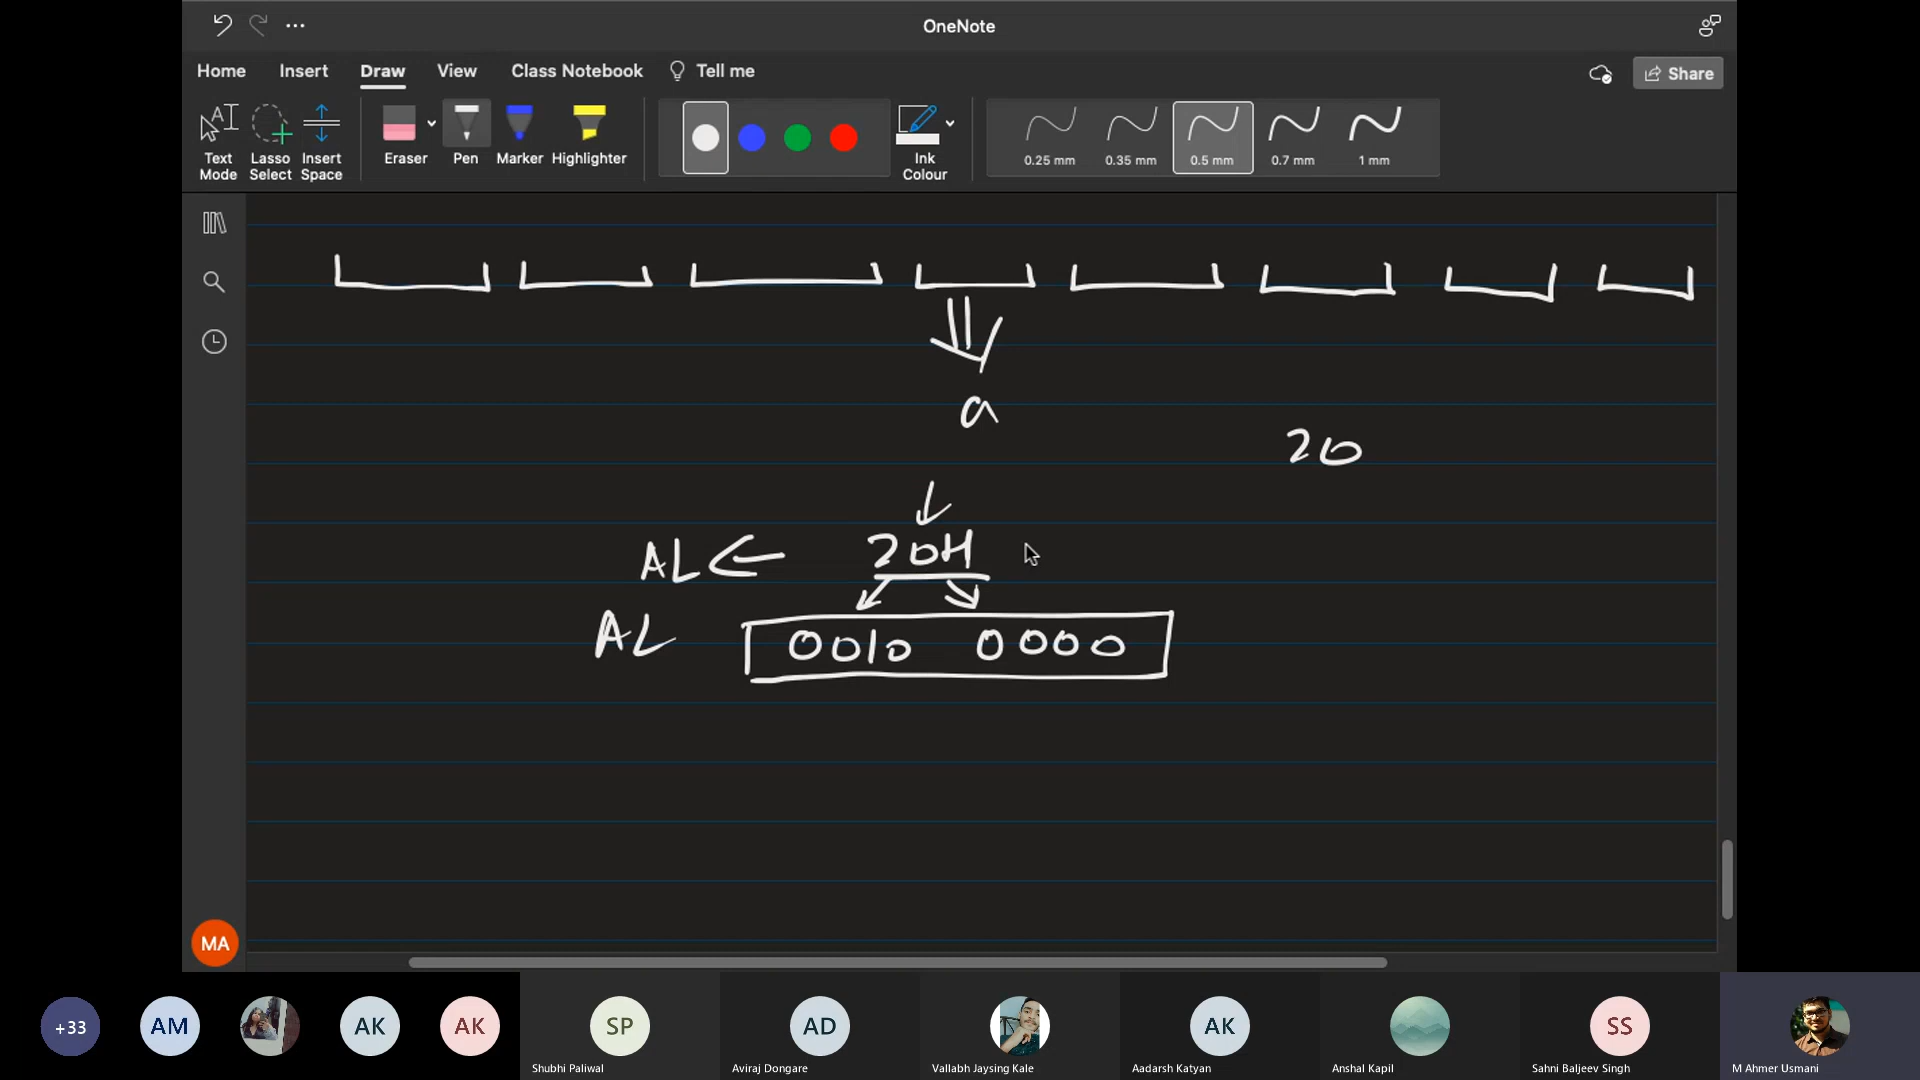 OneNote
Home Insert Draw View Class Notebook Tell me
Share
Text Mode
Lasso Select
Insert Space
Eraser
Pen
Marker
Highlighter
Ink Colour
0.25 mm
0.35 mm
0.5 mm
0.7 mm
1 mm
a
20
AL ← 20H
AL 0010 0000
MA
+33
AM
AK
AK
SP
AD
AK
SS
Shubhi Paliwal
Aviraj Dongare
Vallabh Jaysing Kale
Aadarsh Katyan
Anshal Kapil
Sahni Baljeev Singh
M Ahmer Usmani